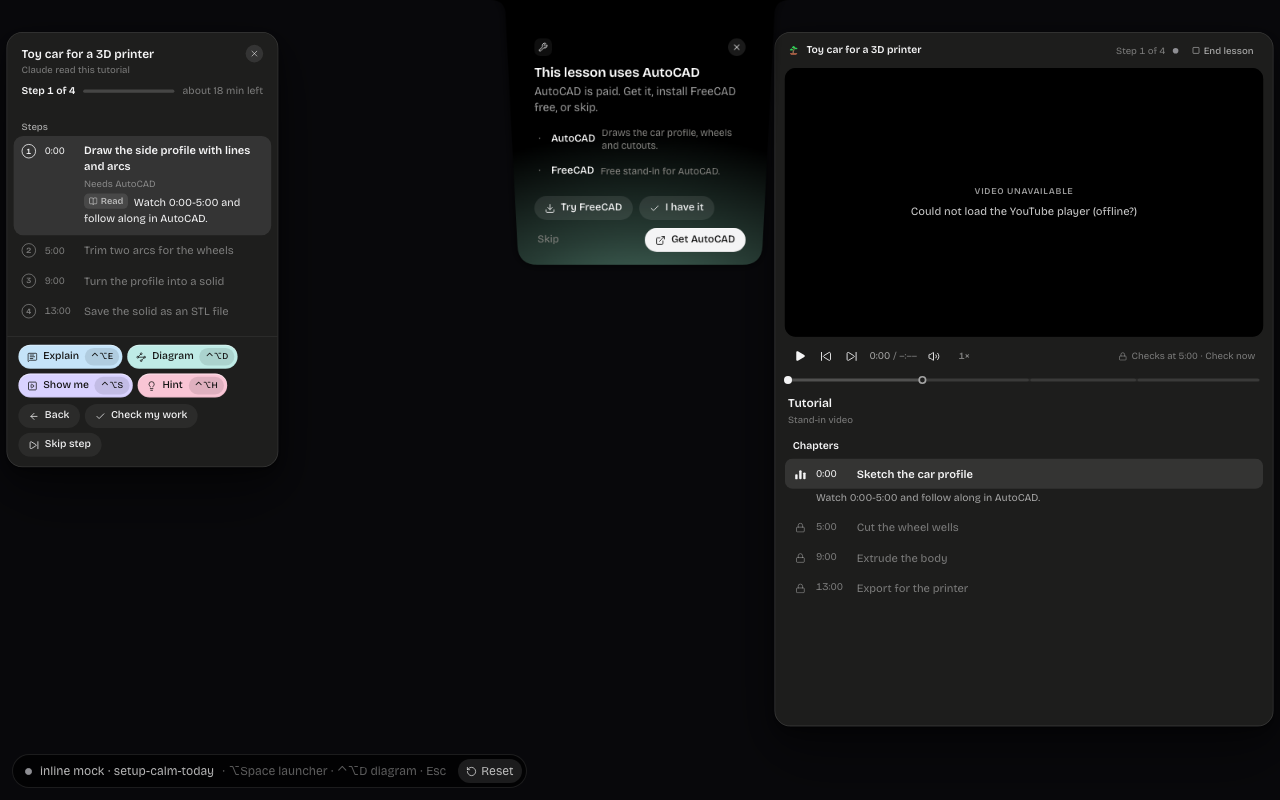 Toy car for a 3D printer
Claude read this tutorial
Step 1 of 4 about 18 min left
Steps
1 0:00 Draw the side profile with lines
and arcs
Needs AutoCAD
Read Watch 0:00-5:00 and
follow along in AutoCAD.
2 5:00 Trim two arcs for the wheels
3 9:00 Turn the profile into a solid
4 13:00 Save the solid as an STL file
Explain ^⌥E Diagram ^⌥D
Show me ^⌥S Hint ^⌥H
Back Check my work
Skip step
This lesson uses AutoCAD
AutoCAD is paid. Get it, install FreeCAD
free, or skip.
· AutoCAD Draws the car profile, wheels
and cutouts.
· FreeCAD Free stand-in for AutoCAD.
Try FreeCAD I have it
Skip Get AutoCAD
Toy car for a 3D printer Step 1 of 4 End lesson
VIDEO UNAVAILABLE
Could not load the YouTube player (offline?)
0:00 / –:–– 1× Checks at 5:00 · Check now
Tutorial
Stand-in video
Chapters
0:00 Sketch the car profile
Watch 0:00-5:00 and follow along in AutoCAD.
5:00 Cut the wheel wells
9:00 Extrude the body
13:00 Export for the printer
inline mock · setup-calm-today · ⌥Space launcher · ^⌥D diagram · Esc Reset